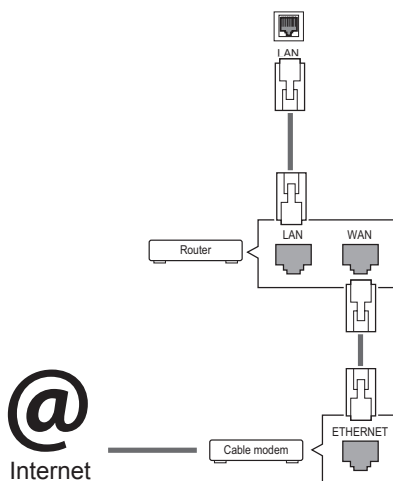 LAN
LAN
WAN
Router
@
ETHERNET
Cable modem
Internet